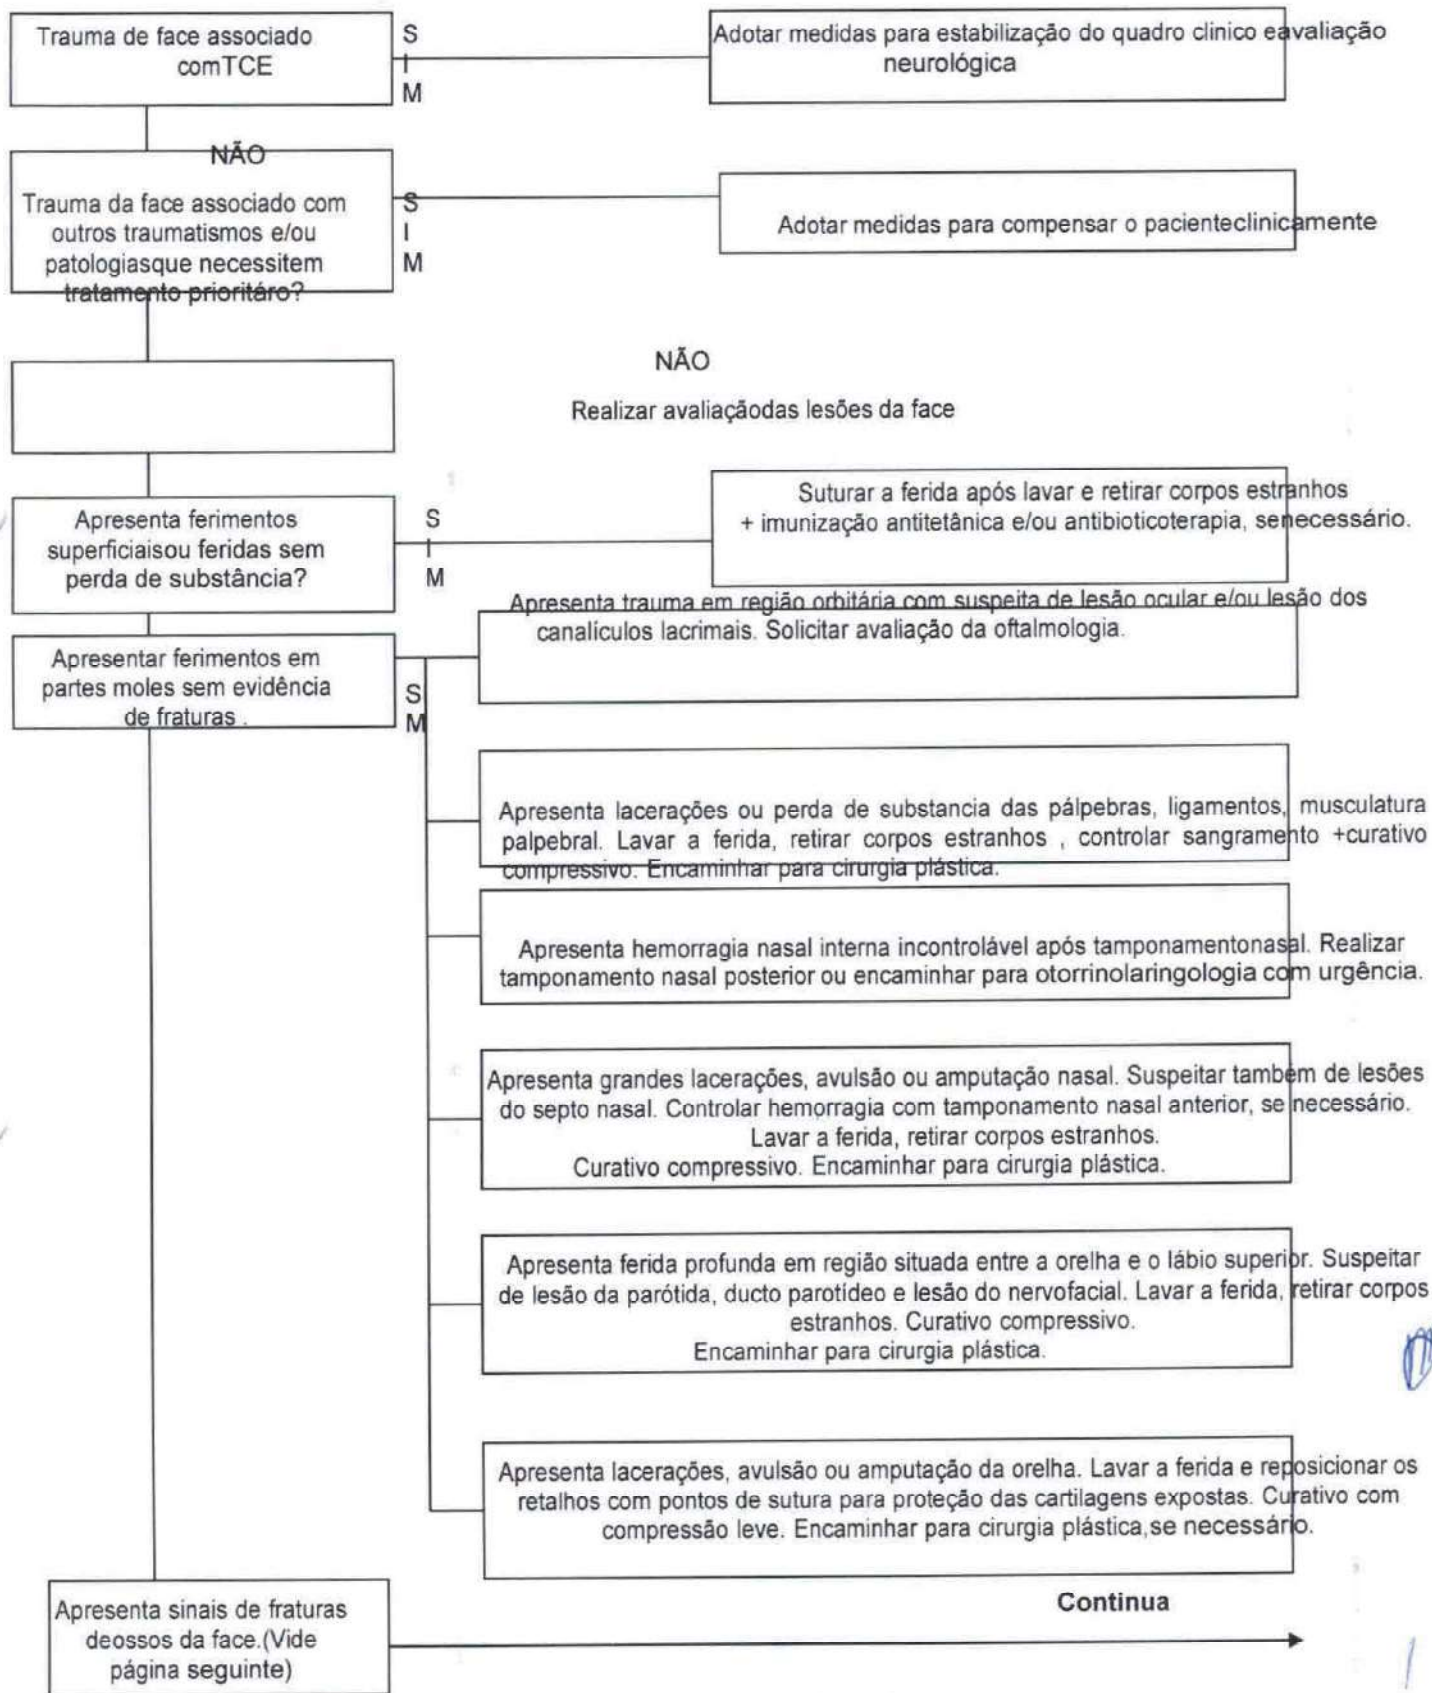 Trauma de face associado
comTCE
S
I
M
Adotar medidas para estabilização do quadro clinico eavaliação
neurológica
NÃO
Trauma da face associado com
outros traumatismos e/ou
patologiasque necessitem
tratamento prioritáro?
S
I
M
Adotar medidas para compensar o pacienteclinicamente
NÃO
Realizar avaliaçãodas lesões da face
Apresenta ferimentos
superficiaisou feridas sem
perda de substância?
S
I
M
Suturar a ferida após lavar e retirar corpos estranhos
+ imunização antitetânica e/ou antibioticoterapia, senecessário.
Apresentar ferimentos em
partes moles sem evidência
de fraturas .
S
M
Apresenta trauma em região orbitária com suspeita de lesão ocular e/ou lesão dos
canalículos lacrimais. Solicitar avaliação da oftalmologia.
Apresenta lacerações ou perda de substancia das pálpebras, ligamentos, musculatura
palpebral. Lavar a ferida, retirar corpos estranhos , controlar sangramento +curativo
compressivo. Encaminhar para cirurgia plástica.
Apresenta hemorragia nasal interna incontrolável após tamponamentonasal. Realizar
tamponamento nasal posterior ou encaminhar para otorrinolaringologia com urgência.
Apresenta grandes lacerações, avulsão ou amputação nasal. Suspeitar também de lesões
do septo nasal. Controlar hemorragia com tamponamento nasal anterior, se necessário.
Lavar a ferida, retirar corpos estranhos.
Curativo compressivo. Encaminhar para cirurgia plástica.
Apresenta ferida profunda em região situada entre a orelha e o lábio superior. Suspeitar
de lesão da parótida, ducto parotídeo e lesão do nervofacial. Lavar a ferida, retirar corpos
estranhos. Curativo compressivo.
Encaminhar para cirurgia plástica.
Apresenta lacerações, avulsão ou amputação da orelha. Lavar a ferida e reposicionar os
retalhos com pontos de sutura para proteção das cartilagens expostas. Curativo com
compressão leve. Encaminhar para cirurgia plástica,se necessário.
Continua
Apresenta sinais de fraturas
deossos da face.(Vide
página seguinte)